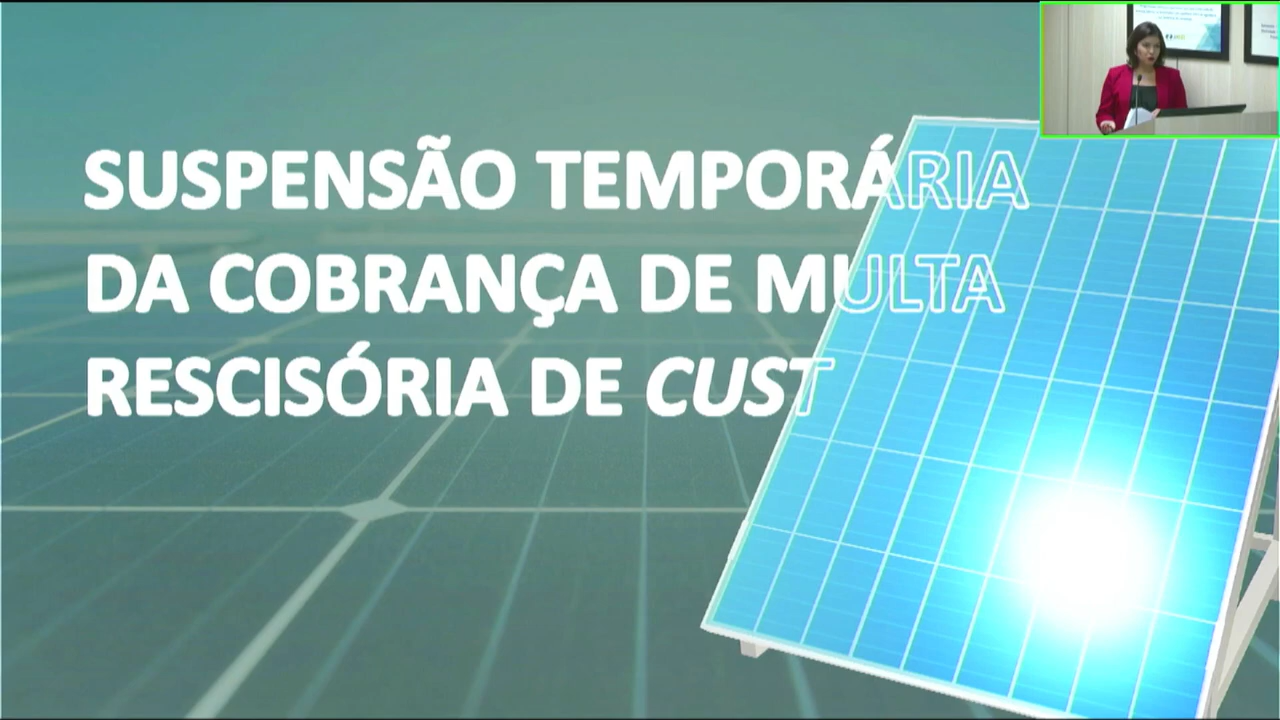 SUSPENSÃO TEMPORÁRIA
DA COBRANÇA DE MULTA
RESCISÓRIA DE CUST